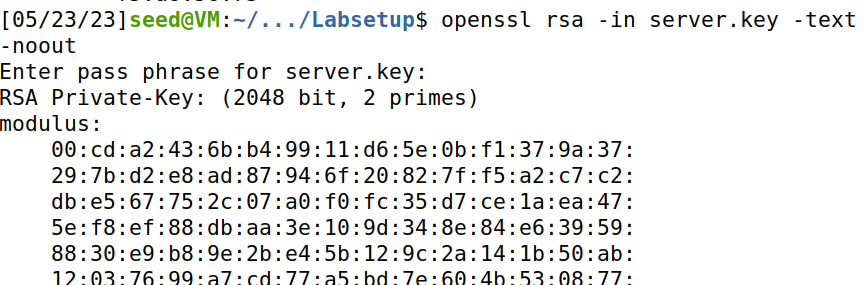 [05/23/23]seed@VM:~/.../Labsetup$ openssl rsa -in server.key -text
-noout
Enter pass phrase for server.key:
RSA Private-Key: (2048 bit, 2 primes)
modulus:
    00:cd:a2:43:6b:b4:99:11:d6:5e:0b:f1:37:9a:37:
    29:7b:d2:e8:ad:87:94:6f:20:82:7f:f5:a2:c7:c2:
    db:e5:67:75:2c:07:a0:f0:fc:35:d7:ce:1a:ea:47:
    5e:f8:ef:88:db:aa:3e:10:9d:34:8e:84:e6:39:59:
    88:30:e9:b8:9e:2b:e4:5b:12:9c:2a:14:1b:50:ab:
    12:03:76:99:a7:cd:77:a5:bd:7e:60:4b:53:08:77: